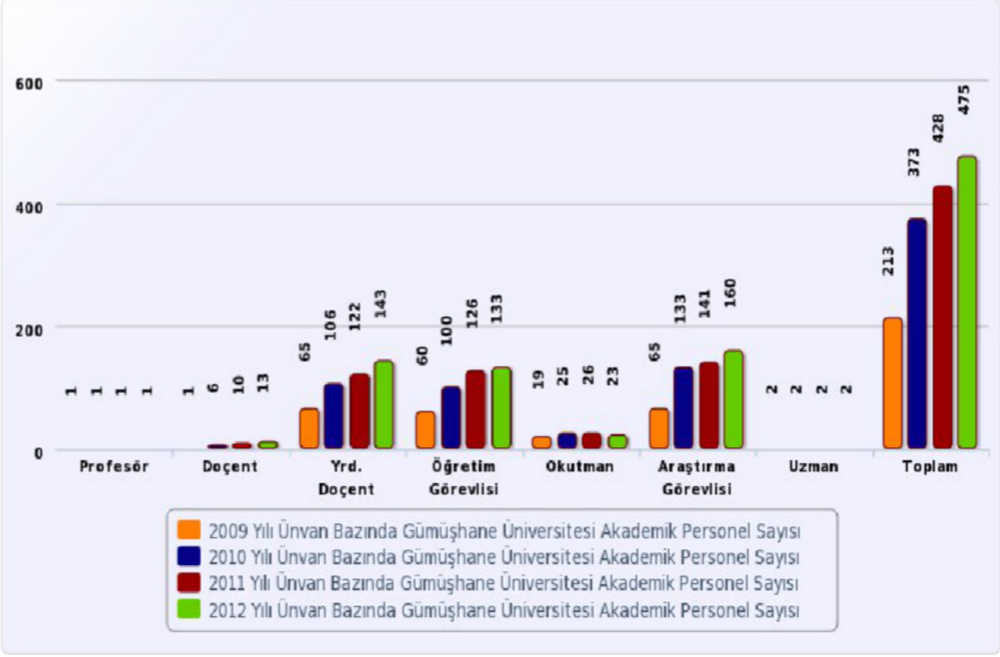 600
400
200
0
1 1 1 1
1 6 10 13
65 106 122 143
60 100 126 133
19 25 26 23
65 133 141 160
2 2 2 2
213 373 428 475
Profesör
Doçent
Yrd.
Doçent
Öğretim
Görevlisi
Okutman
Araştırma
Görevlisi
Uzman
Toplam
2009 Yılı Ünvan Bazında Gümüşhane Üniversitesi Akademik Personel Sayısı
2010 Yılı Ünvan Bazında Gümüşhane Üniversitesi Akademik Personel Sayısı
2011 Yılı Ünvan Bazında Gümüşhane Üniversitesi Akademik Personel Sayısı
2012 Yılı Ünvan Bazında Gümüşhane Üniversitesi Akademik Personel Sayısı